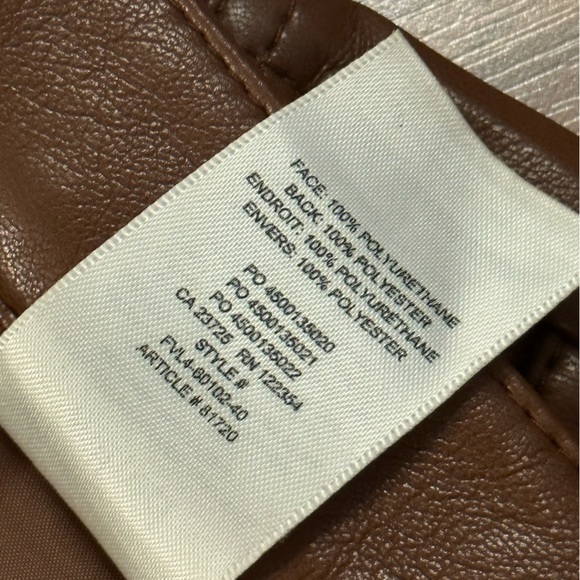 FACE: 100% POLYURETHANE
BACK: 100% POLYESTER
ENDROIT: 100% POLYURETHANE
ENVERS: 100% POLYESTER
PO 4500135020
PO 4500135021
PO 4500135022
CA 23725 RN 122354
STYLE #
FVL4-60102-40
ARTICLE # 81720